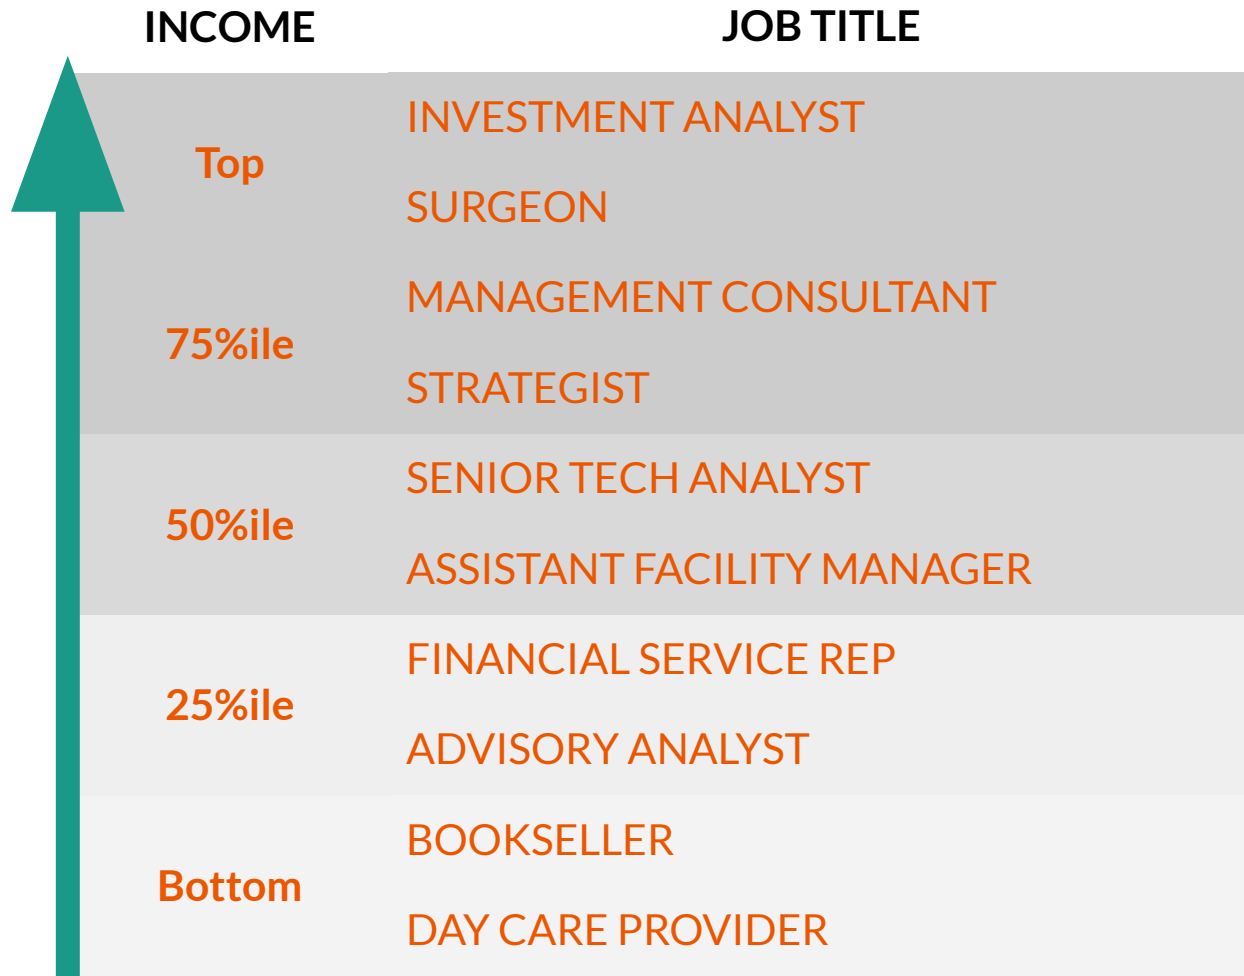 INCOME JOB TITLE
INVESTMENT ANALYST
Top
SURGEON
MANAGEMENT CONSULTANT
75%ile
STRATEGIST
SENIOR TECH ANALYST
50%ile
ASSISTANT FACILITY MANAGER
FINANCIAL SERVICE REP
25%ile
ADVISORY ANALYST
BOOKSELLER
Bottom
DAY CARE PROVIDER